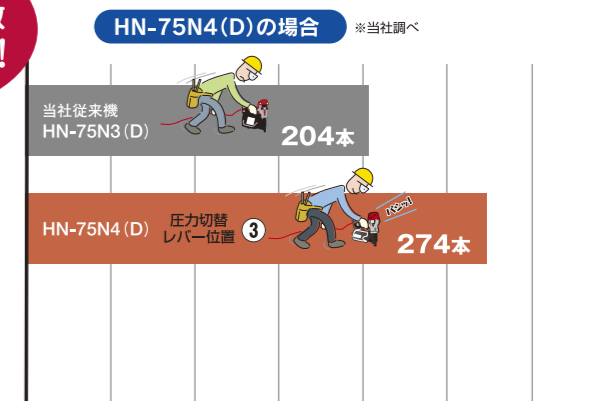 !
HN-75N4(D)の場合
※当社調べ
当社従来機
HN-75N3(D)
204本
HN-75N4(D)
圧力切替
レバー位置 ③
バシッ!
274本